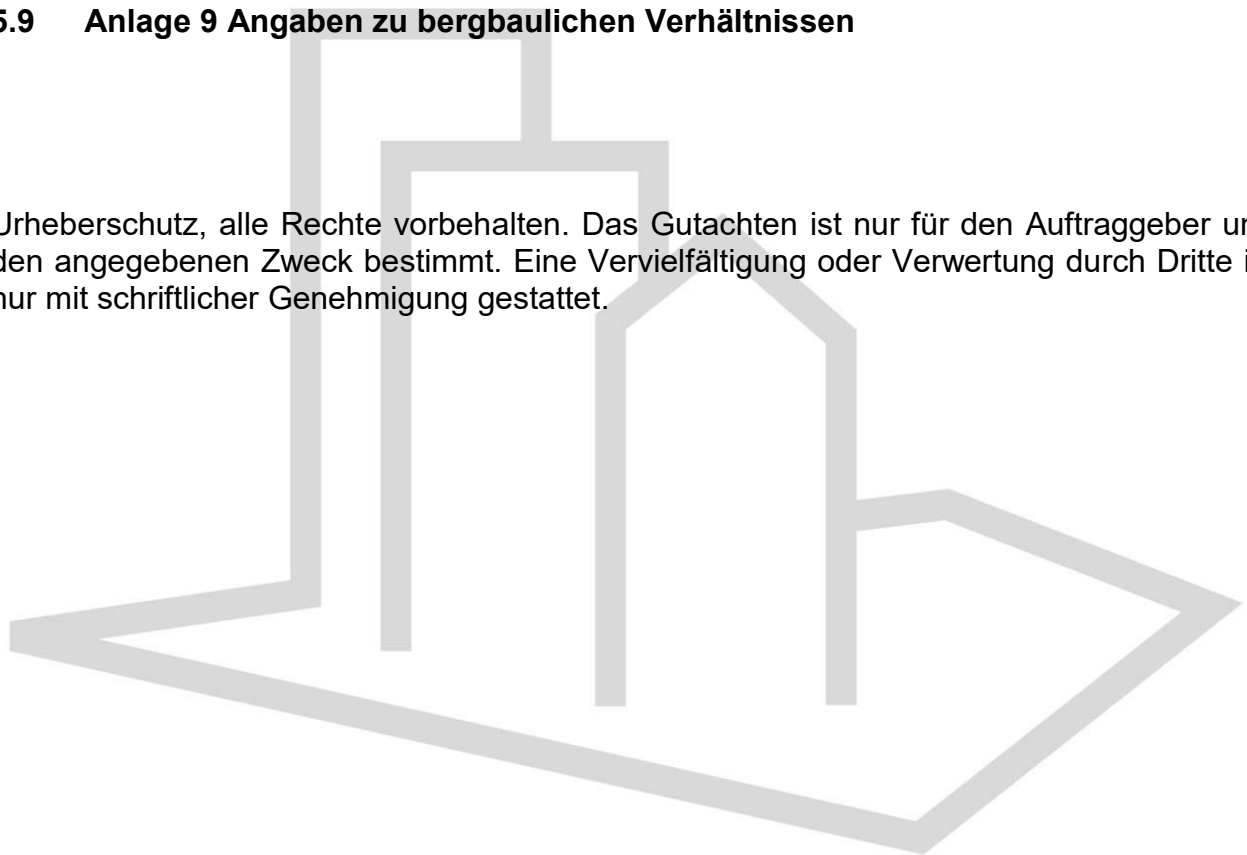 5.9 Anlage 9 Angaben zu bergbaulichen Verhältnissen
Urheberschutz, alle Rechte vorbehalten. Das Gutachten ist nur für den Auftraggeber un
den angegebenen Zweck bestimmt. Eine Vervielfältigung oder Verwertung durch Dritte i
nur mit schriftlicher Genehmigung gestattet.